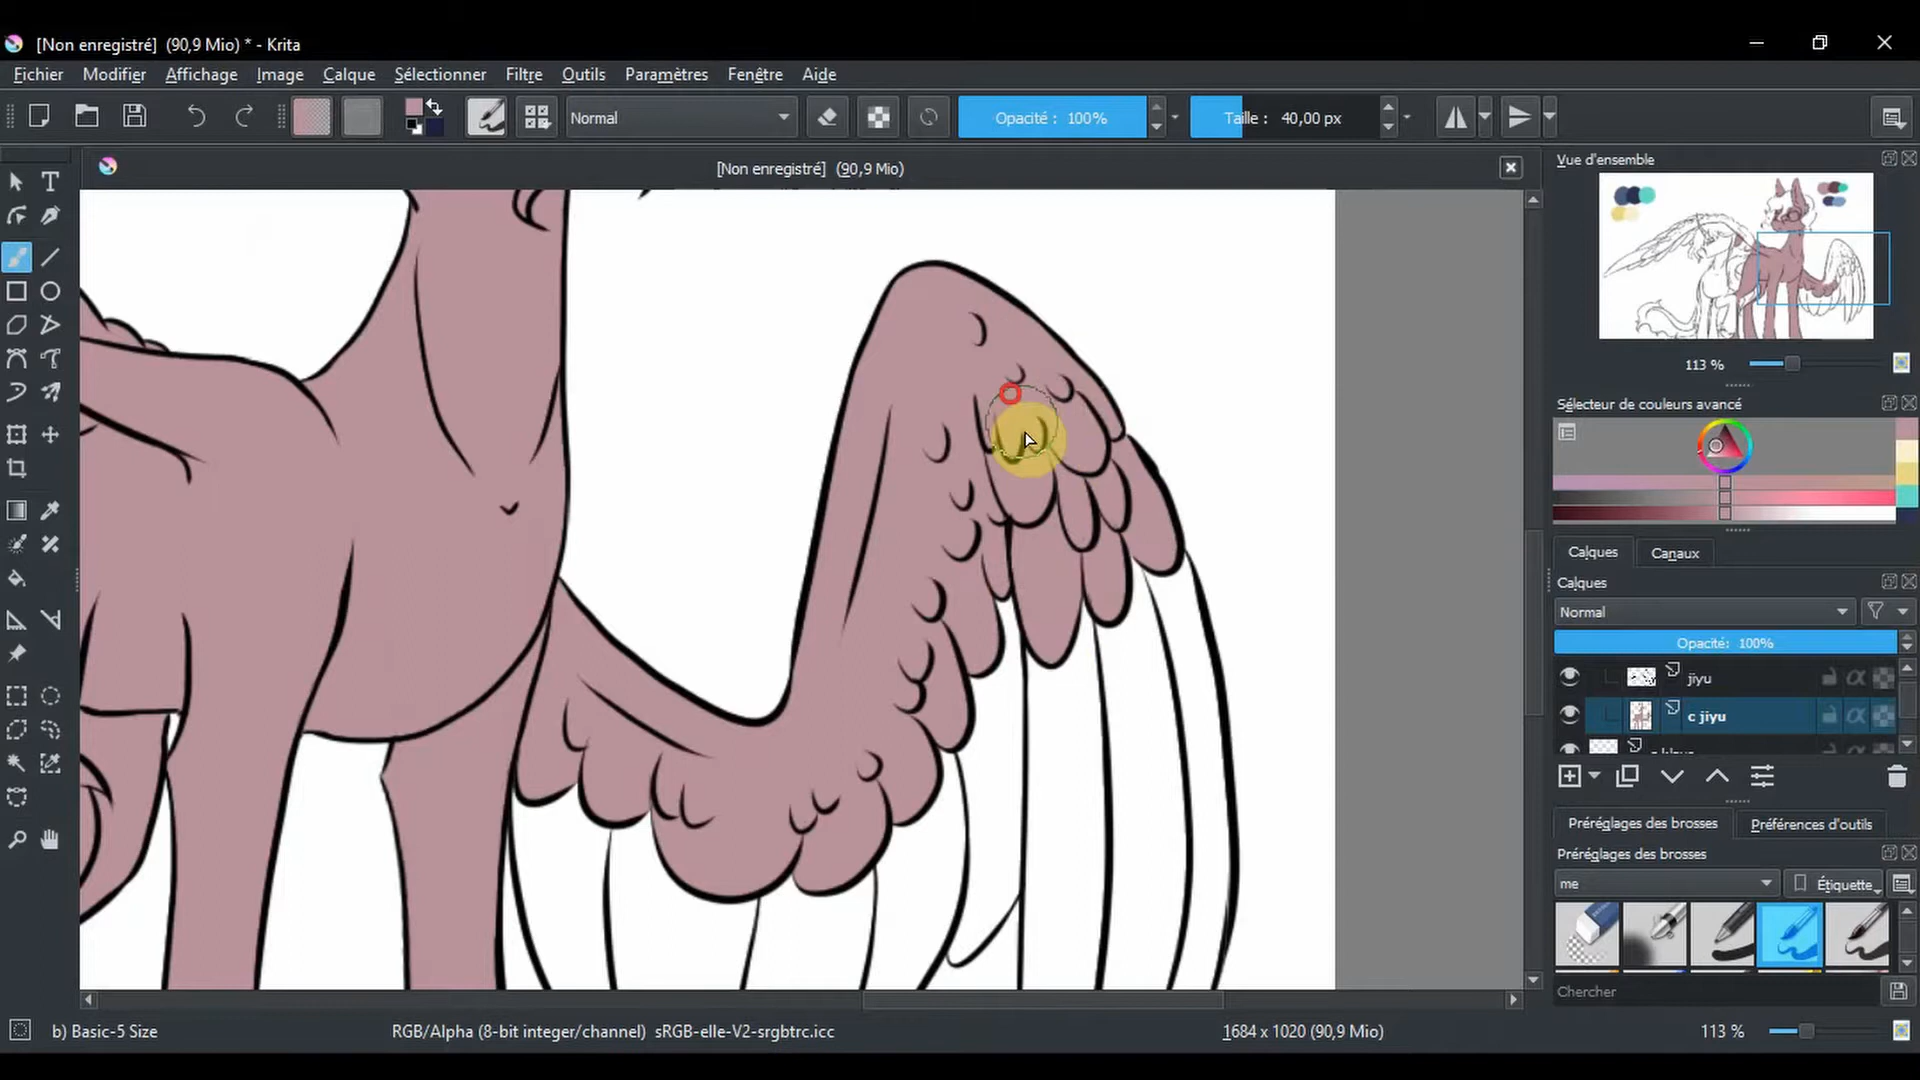 [Non enregistré] (90,9 Mio) * - Krita
Fichier Modifier Affichage Image Calque Sélectionner Filtre Outils Paramètres Fenêtre Aide
Normal Opacité : 100% Taille : 40,00 px
[Non enregistré] (90,9 Mio)
Vue d'ensemble
113 %
Sélecteur de couleurs avancé
Calques Canaux
Calques
Normal
Opacité: 100%
jiyu
c jiyu
Préréglages des brosses Préférences d'outils
Préréglages des brosses
me Étiquette
Chercher
b) Basic-5 Size RGB/Alpha (8-bit integer/channel) sRGB-elle-V2-srgbtrc.icc 1684 x 1020 (90,9 Mio) 113 %